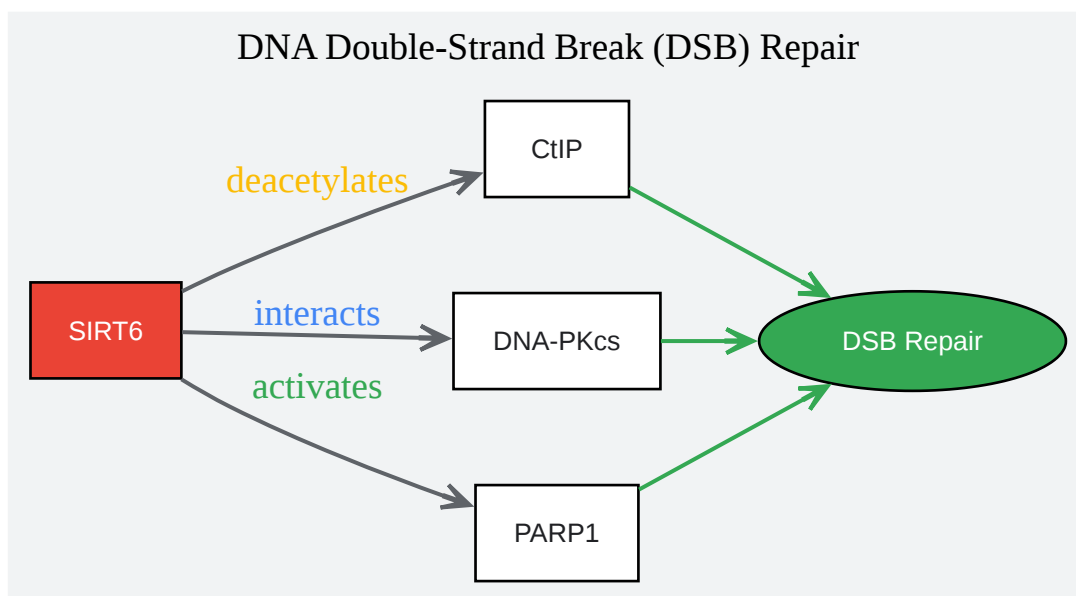 DNA Double-Strand Break (DSB) Repair
CtIP
deacetylates
SIRT6
interacts
DNA-PKcs
DSB Repair
activates
PARP1